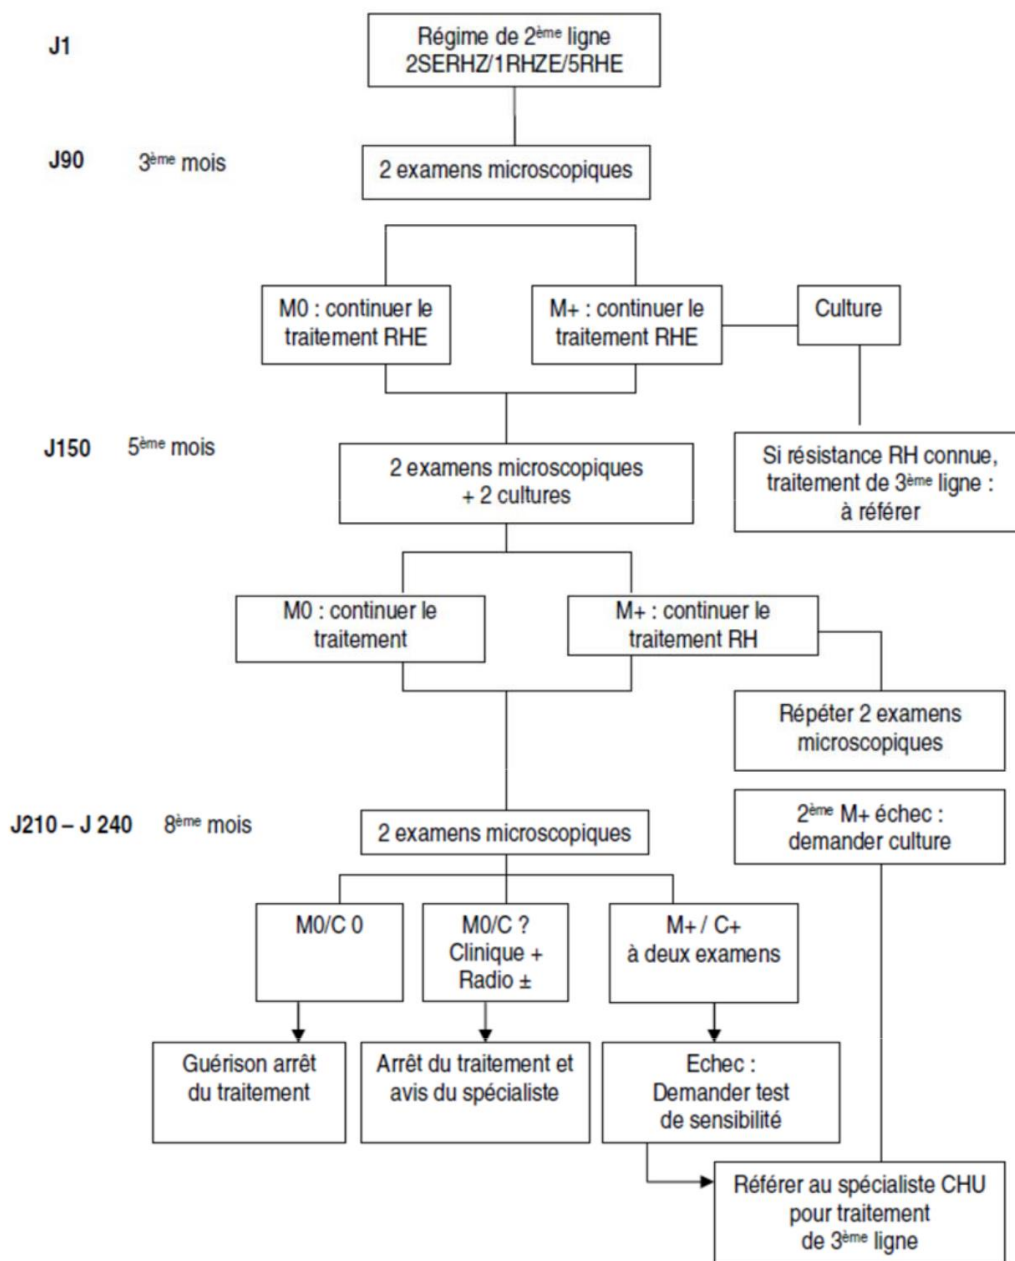 J1
Régime de 2ème ligne
2SERHZ/1RHZE/5RHE
J90 3ème mois
2 examens microscopiques
M0 : continuer le
traitement RHE
M+ : continuer le
traitement RHE
Culture
J150 5ème mois
2 examens microscopiques
+ 2 cultures
Si résistance RH connue,
traitement de 3ème ligne :
à référer
M0 : continuer le
traitement
M+ : continuer le
traitement RH
Répéter 2 examens
microscopiques
J210 – J 240 8ème mois
2 examens microscopiques
2ème M+ échec :
demander culture
M0/C 0
M0/C ?
Clinique +
Radio ±
M+ / C+
à deux examens
Guérison arrêt
du traitement
Arrêt du traitement et
avis du spécialiste
Echec :
Demander test
de sensibilité
Référer au spécialiste CHU
pour traitement
de 3ème ligne